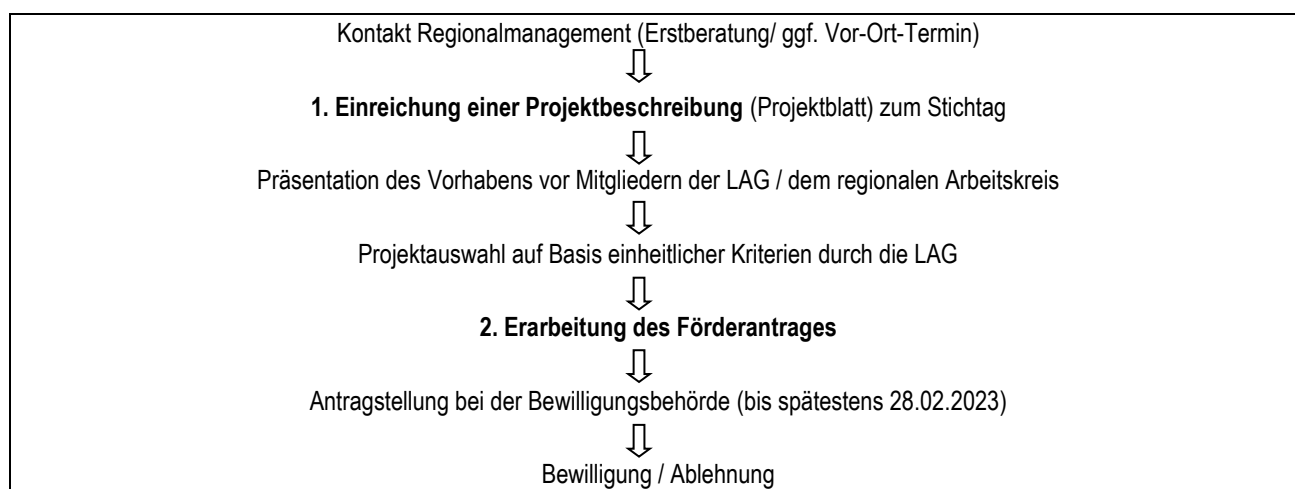 Kontakt Regionalmanagement (Erstberatung/ ggf. Vor-Ort-Termin)
1. Einreichung einer Projektbeschreibung (Projektblatt) zum Stichtag
Präsentation des Vorhabens vor Mitgliedern der LAG / dem regionalen Arbeitskreis
Projektauswahl auf Basis einheitlicher Kriterien durch die LAG
2. Erarbeitung des Förderantrages
Antragstellung bei der Bewilligungsbehörde (bis spätestens 28.02.2023)
Bewilligung / Ablehnung